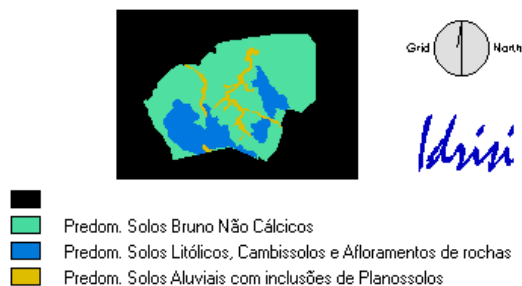 Grid North
Idrisi
Predom. Solos Bruno Não Cálcicos
Predom. Solos Litólicos, Cambissolos e Afloramentos de rochas
Predom. Solos Aluviais com inclusões de Planossolos